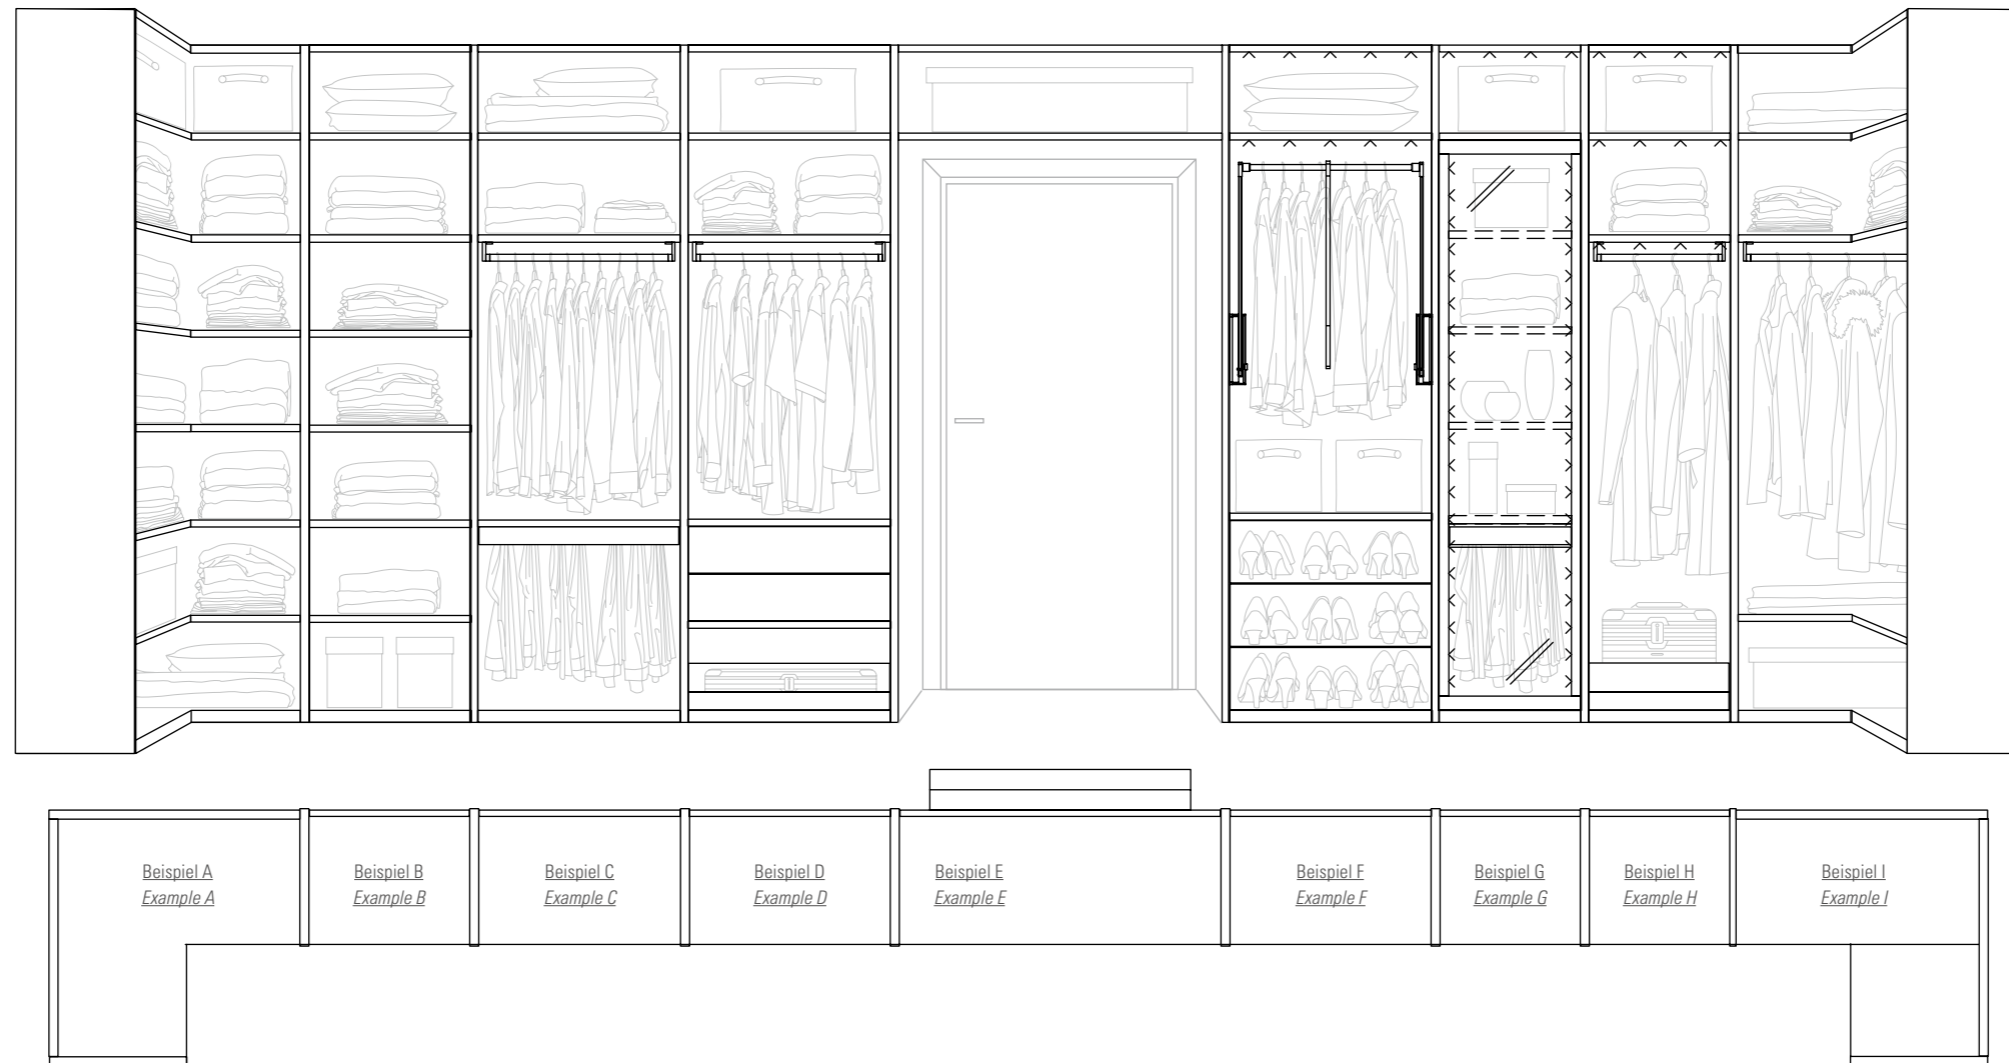 Beispiel A
Example A
Beispiel B
Example B
Beispiel C
Example C
Beispiel D
Example D
Beispiel E
Example E
Beispiel F
Example F
Beispiel G
Example G
Beispiel H
Example H
Beispiel I
Example I